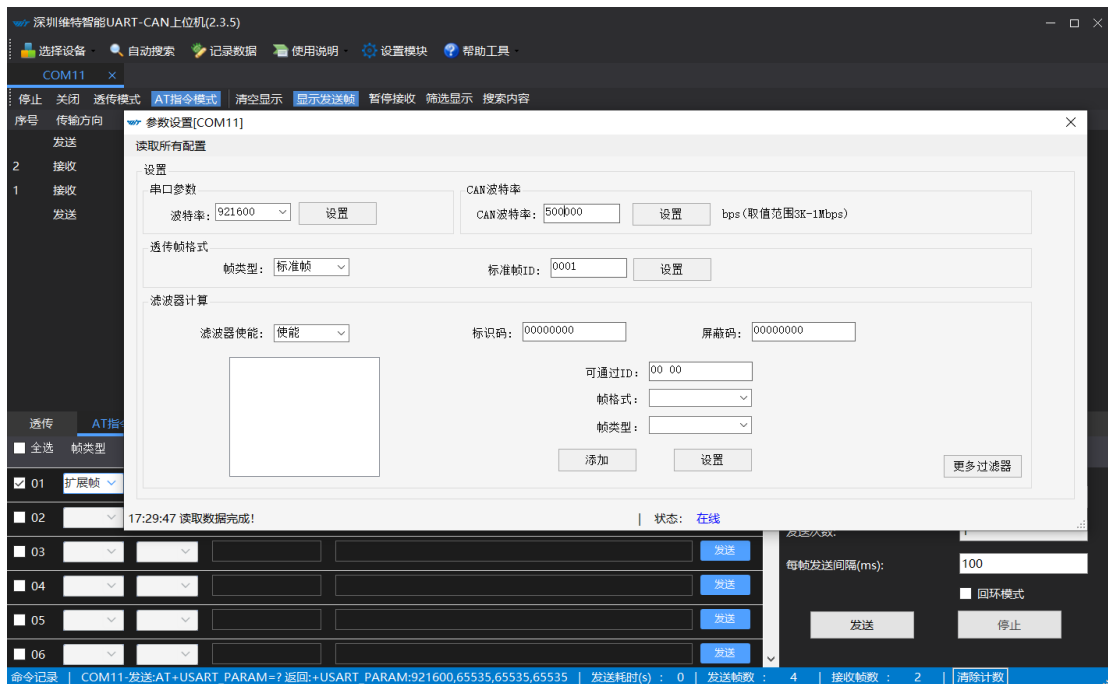 深圳维特智能UART-CAN上位机(2.3.5)
选择设备 自动搜索 记录数据 使用说明 设置模块 帮助工具
COM11 ×
停止 关闭 透传模式 AT指令模式 清空显示 显示发送帧 暂停接收 筛选显示 搜索内容
序号 传输方向
发送
2 接收
1 接收
发送
参数设置[COM11]
读取所有配置
设置
串口参数
波特率: 921600 设置
CAN波特率
CAN波特率: 500000 设置 bps(取值范围3K-1Mbps)
透传帧格式
帧类型: 标准帧 标准帧ID: 0001 设置
滤波器计算
滤波器使能: 使能 标识码: 00000000 屏蔽码: 00000000
可通过ID: 00 00
帧格式:
帧类型:
添加 设置
更多过滤器
17:29:47 读取数据完成! | 状态: 在线
透传 AT指
全选 帧类型
01 扩展帧
02
03 发送
04 发送
05 发送
06 发送
发送次数: 1
每帧发送间隔(ms): 100
回环模式
发送 停止
命令记录 | COM11-发送:AT+USART_PARAM=? 返回:+USART_PARAM:921600,65535,65535,65535 | 发送耗时(s) : 0 | 发送帧数 : 4 | 接收帧数 : 2 | 清除计数